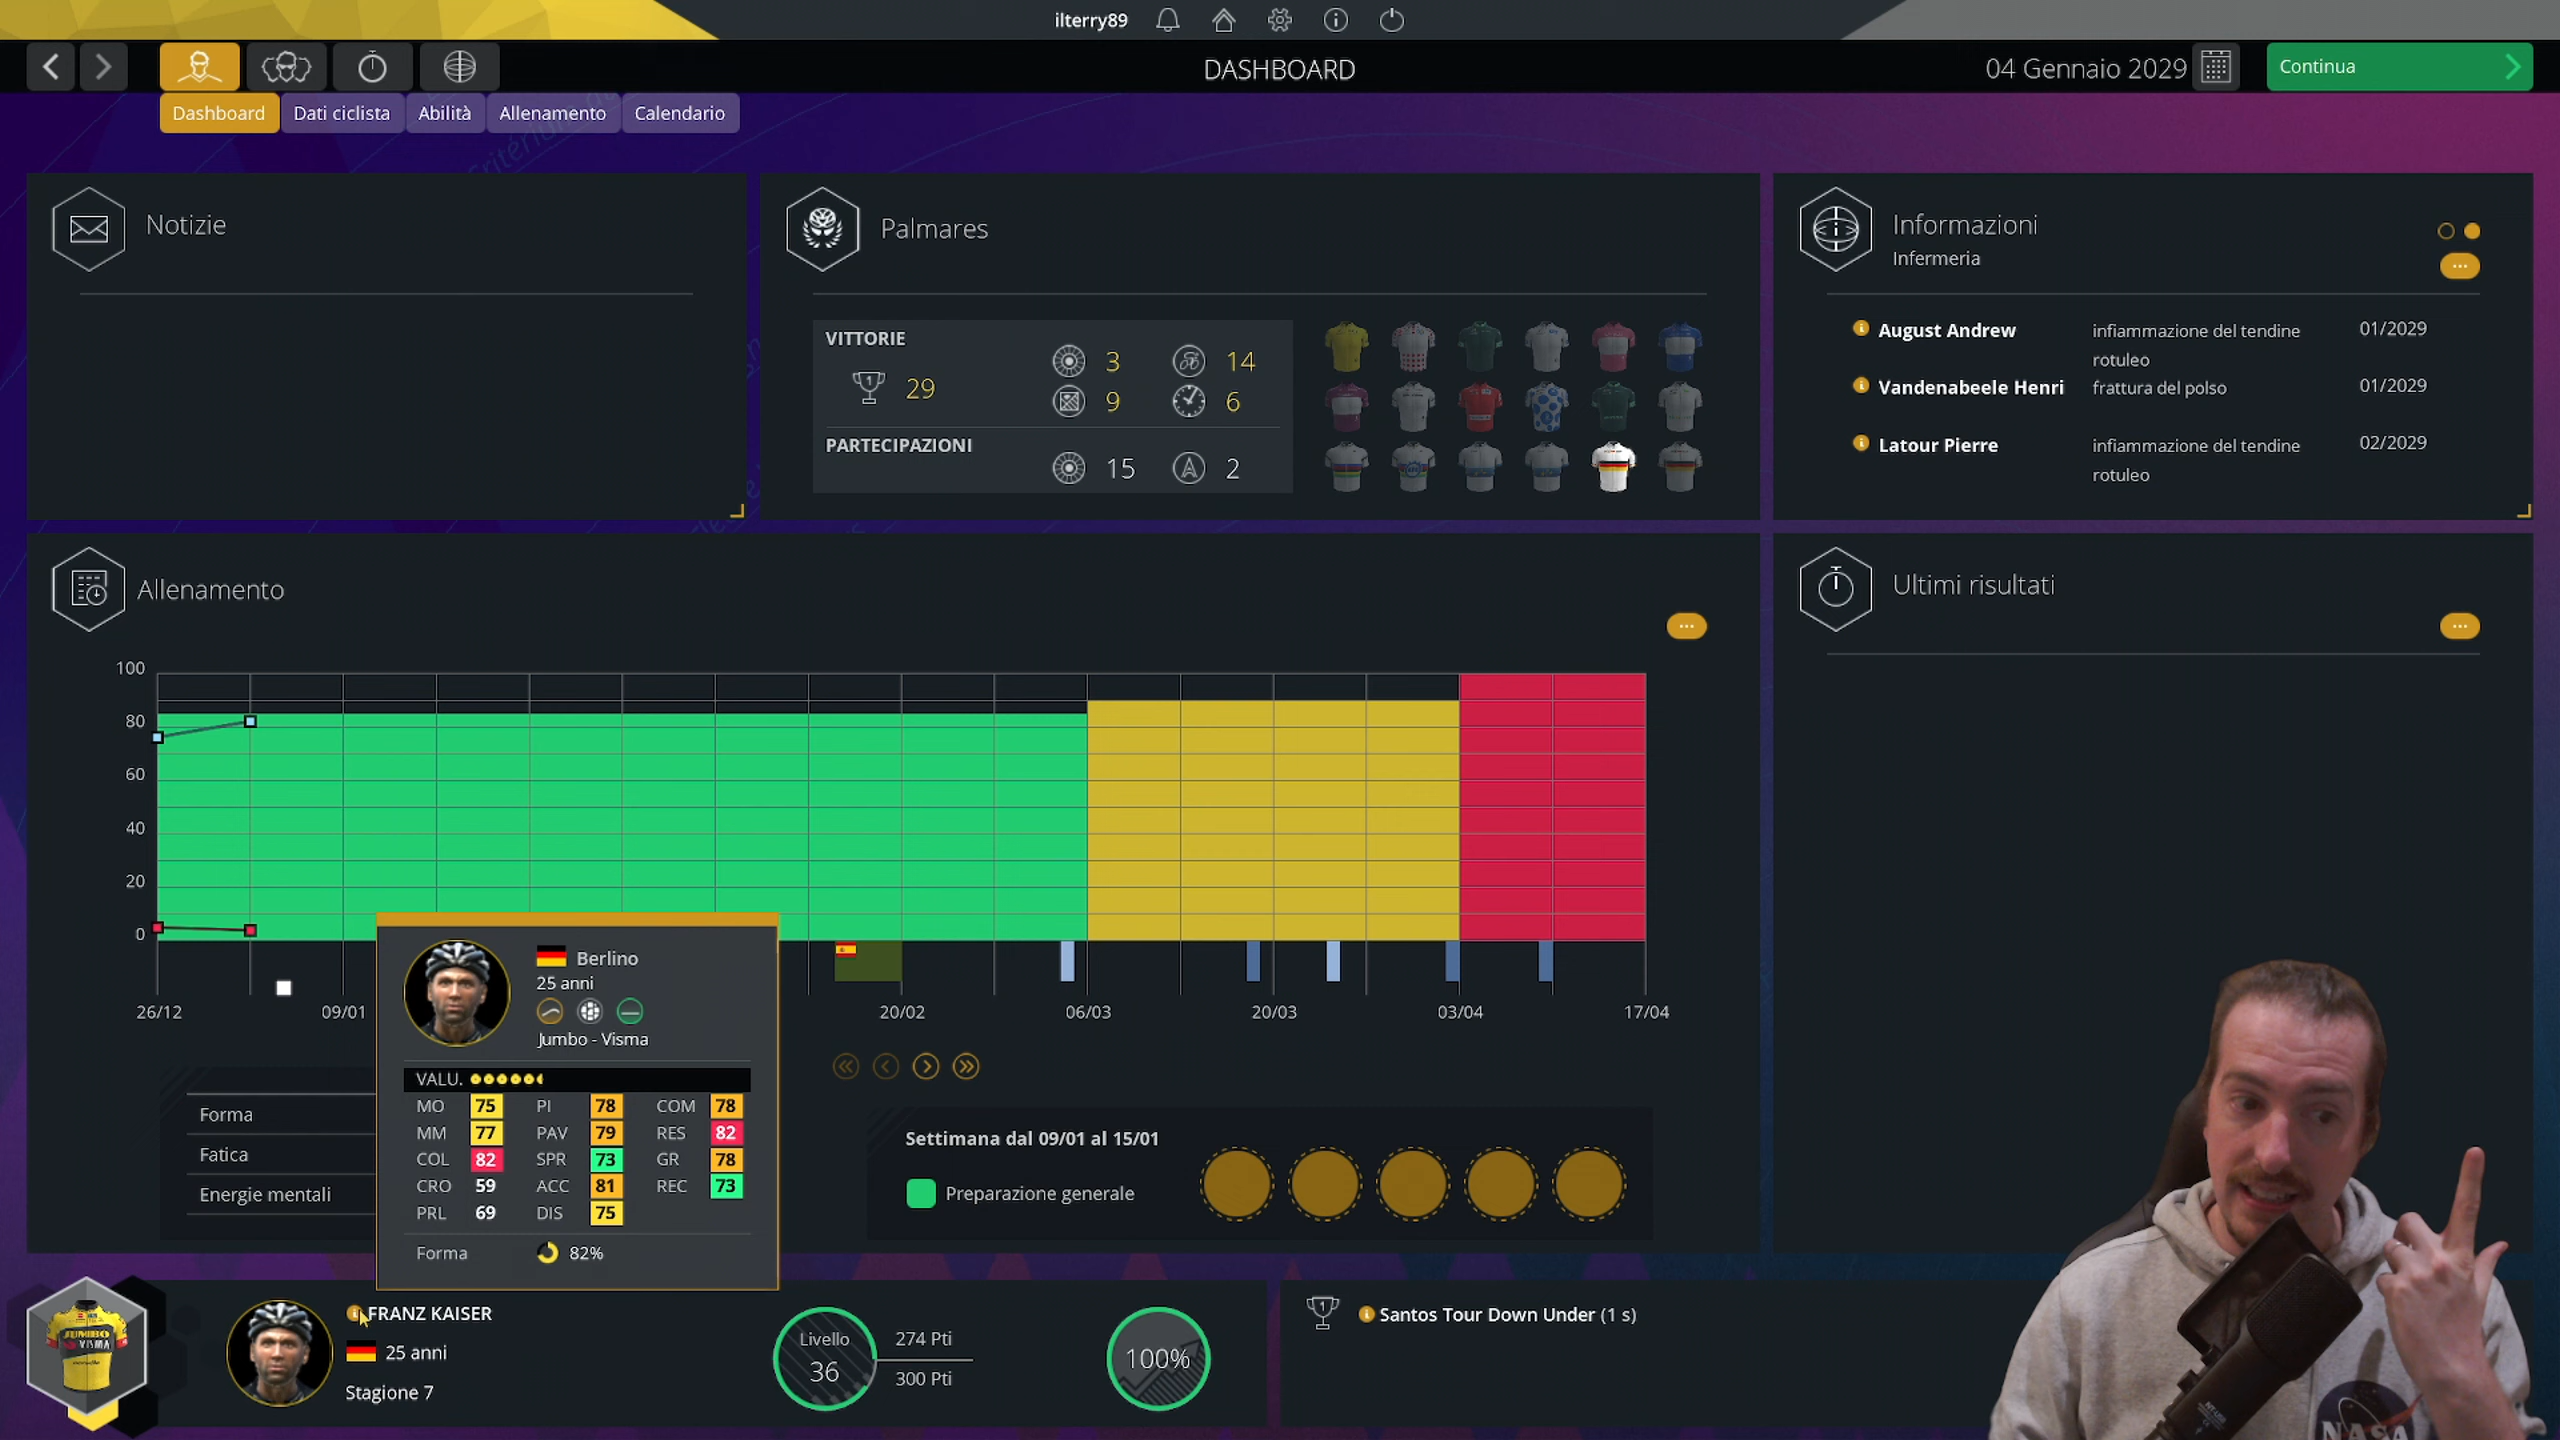 ilterry89
DASHBOARD
04 Gennaio 2029
Continua
Dashboard
Dati ciclista
Abilità
Allenamento
Calendario
Notizie
Palmares
VITTORIE
29
3
14
9
6
PARTECIPAZIONI
15
2
Informazioni
Infermeria
August Andrew
infiammazione del tendine
rotuleo
01/2029
Vandenabeele Henri
frattura del polso
01/2029
Latour Pierre
infiammazione del tendine
rotuleo
02/2029
Allenamento
Ultimi risultati
100
80
60
40
20
0
26/12
09/01
20/02
06/03
20/03
03/04
17/04
Berlino
25 anni
Jumbo - Visma
VALU.
MO 75 PI 78 COM 78
MM 77 PAV 79 RES 82
COL 82 SPR 73 GR 78
CRO 59 ACC 81 REC 73
PRL 69 DIS 75
Forma 82%
Forma
Fatica
Energie mentali
Settimana dal 09/01 al 15/01
Preparazione generale
JUMBO
VISMA
FRANZ KAISER
25 anni
Stagione 7
Livello
36
274 Pti
300 Pti
100%
Santos Tour Down Under (1 s)
NASA